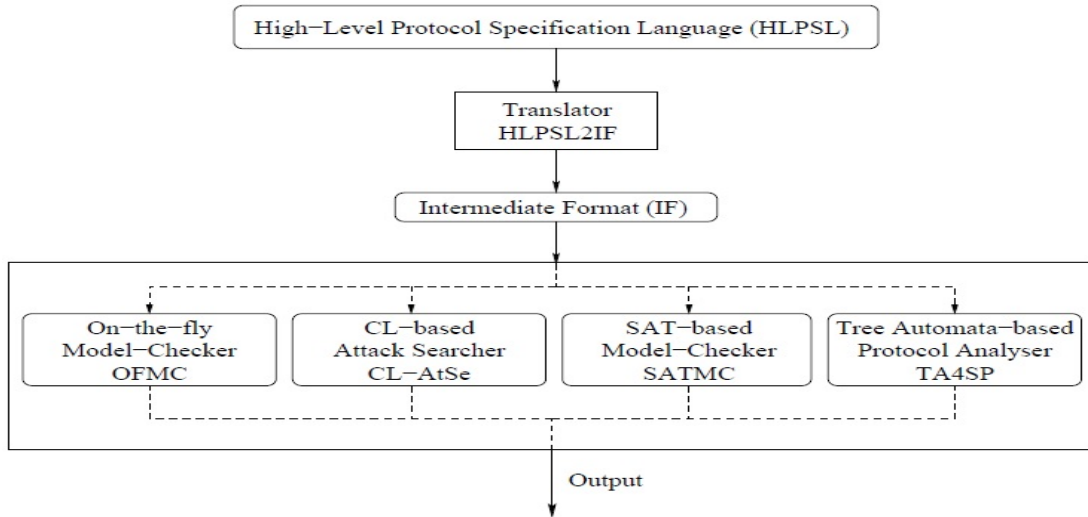 High−Level Protocol Specification Language (HLPSL)
Translator
HLPSL2IF
Intermediate Format (IF)
On−the−fly
Model−Checker
OFMC
CL−based
Attack Searcher
CL−AtSe
SAT−based
Model−Checker
SATMC
Tree Automata−based
Protocol Analyser
TA4SP
Output